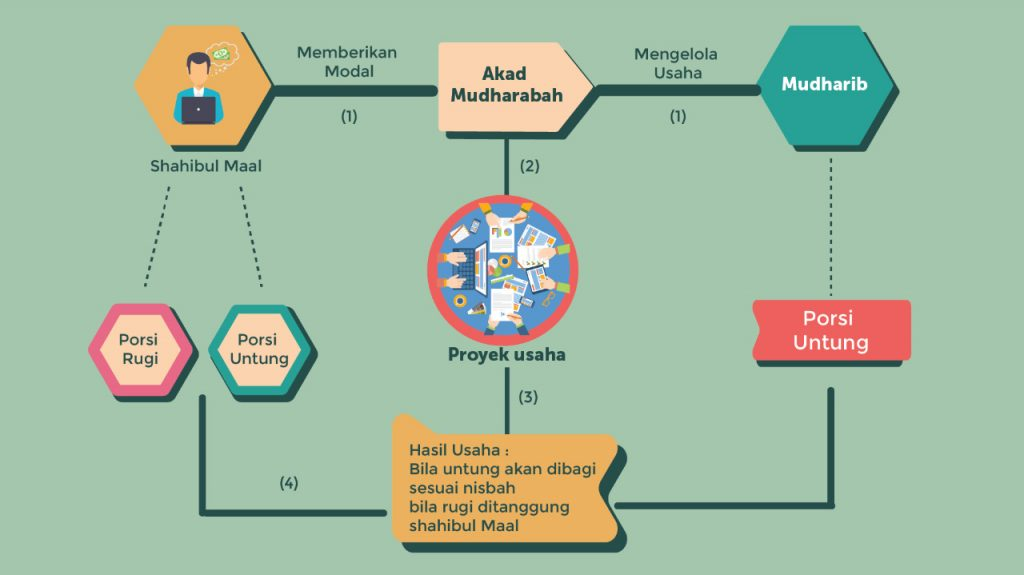 Memberikan
Modal
(1)
Akad
Mudharabah
Mengelola
Usaha
(1)
Mudharib
Shahibul Maal
(2)
Porsi
Rugi
Porsi
Untung
Proyek usaha
Porsi
Untung
(3)
Hasil Usaha :
Bila untung akan dibagi
sesuai nisbah
bila rugi ditanggung
shahibul Maal
(4)